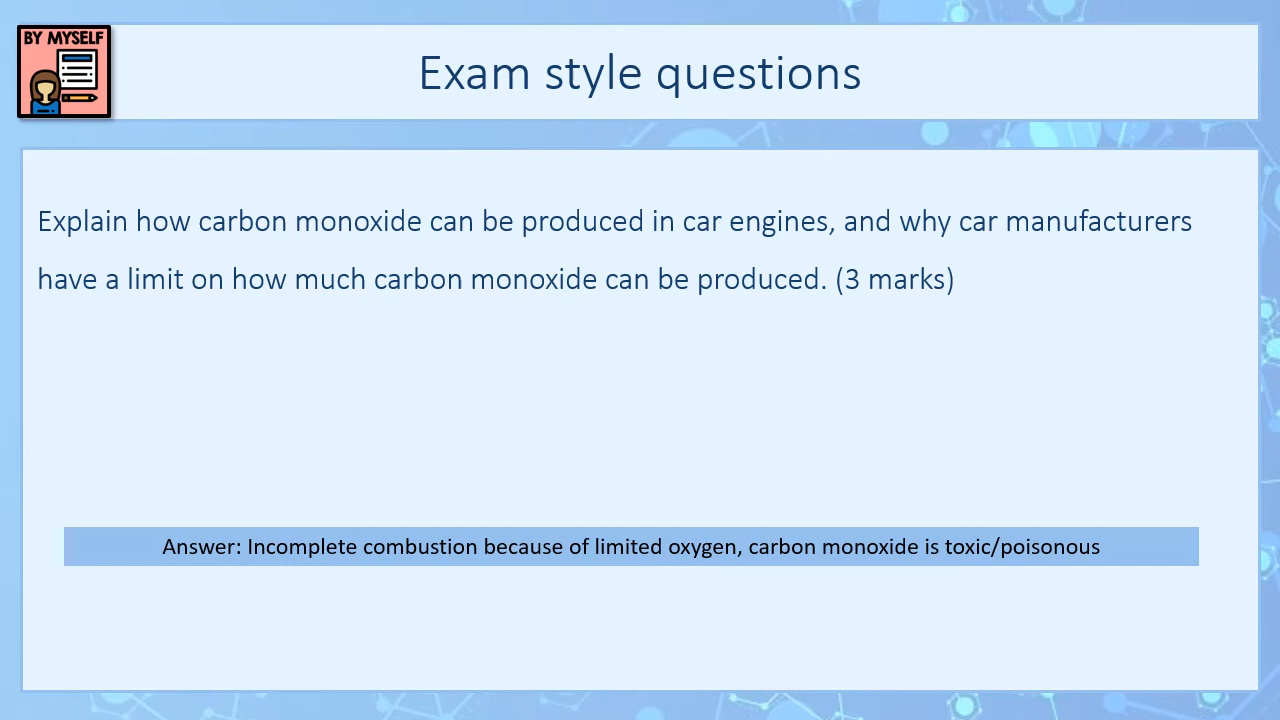 BY MYSELF
Exam style questions
Explain how carbon monoxide can be produced in car engines, and why car manufacturers
have a limit on how much carbon monoxide can be produced. (3 marks)
Answer: Incomplete combustion because of limited oxygen, carbon monoxide is toxic/poisonous